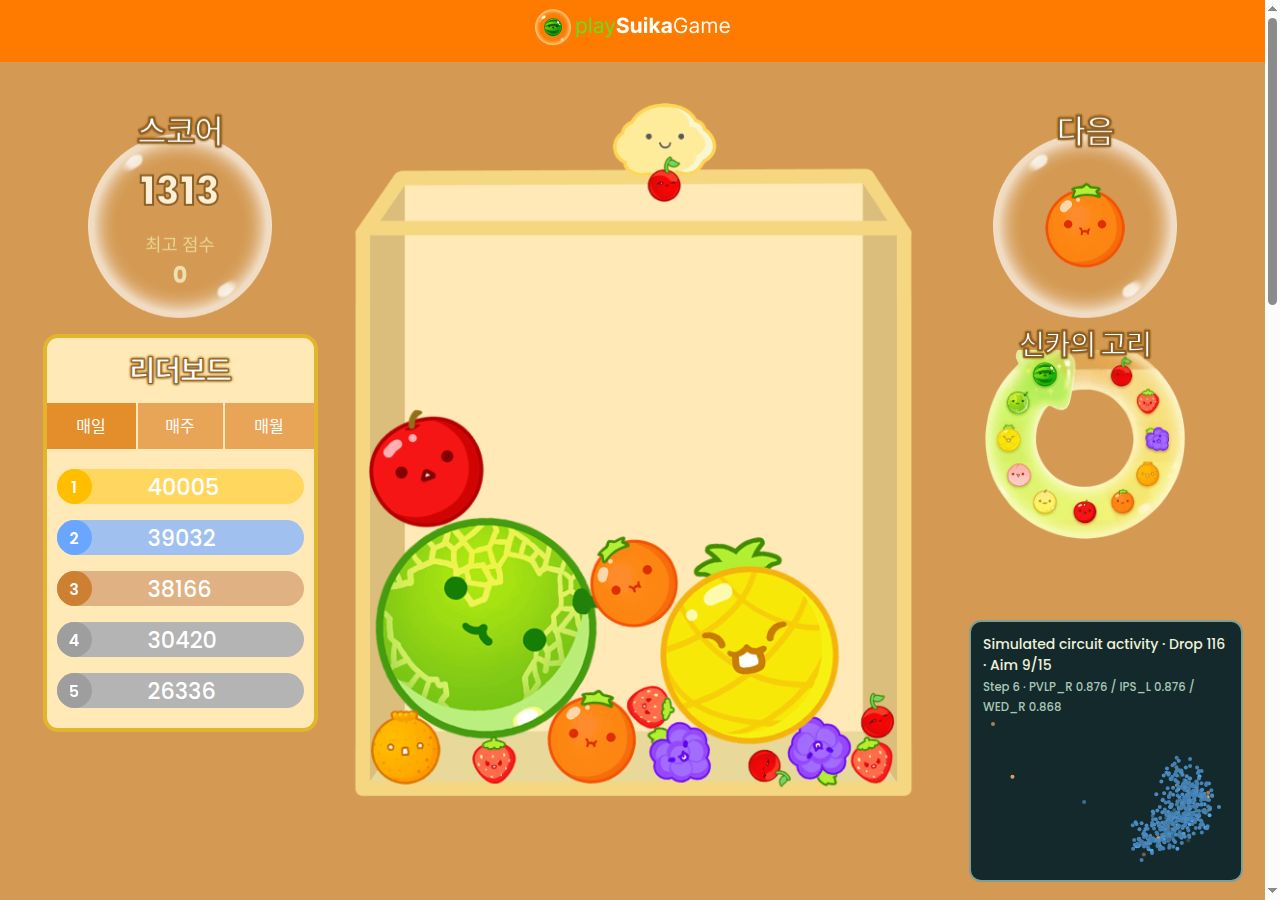 playSuikaGame
스코어
1313
최고 점수
0
다음
신카의 고리
리더보드
매일 매주 매월
1 40005
2 39032
3 38166
4 30420
5 26336
Simulated circuit activity · Drop 116
· Aim 9/15
Step 6 · PVLP_R 0.876 / IPS_L 0.876 /
WED_R 0.868